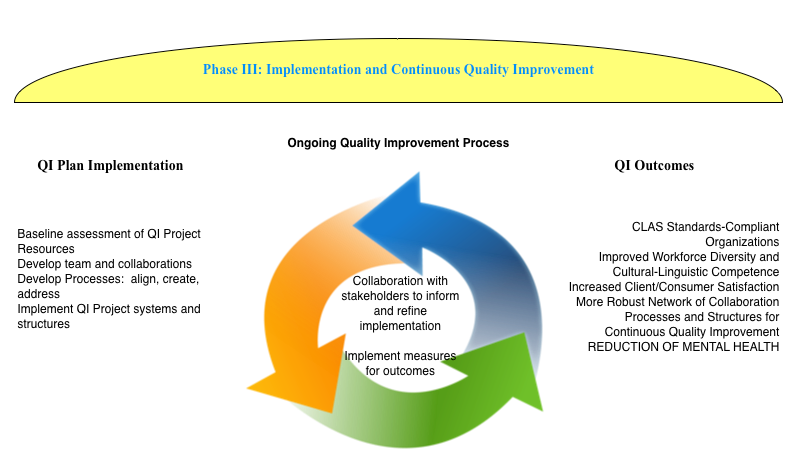 Phase III: Implementation and Continuous Quality Improvement
Ongoing Quality Improvement Process
QI Plan Implementation
QI Outcomes
Baseline assessment of QI Project
Resources
Develop team and collaborations
Develop Processes:  align, create,
address
Implement QI Project systems and
structures
Collaboration with
stakeholders to inform
and refine
implementation
Implement measures
for outcomes
CLAS Standards-Compliant
Organizations
Improved Workforce Diversity and
Cultural-Linguistic Competence
Increased Client/Consumer Satisfaction
More Robust Network of Collaboration
Processes and Structures for
Continuous Quality Improvement
REDUCTION OF MENTAL HEALTH